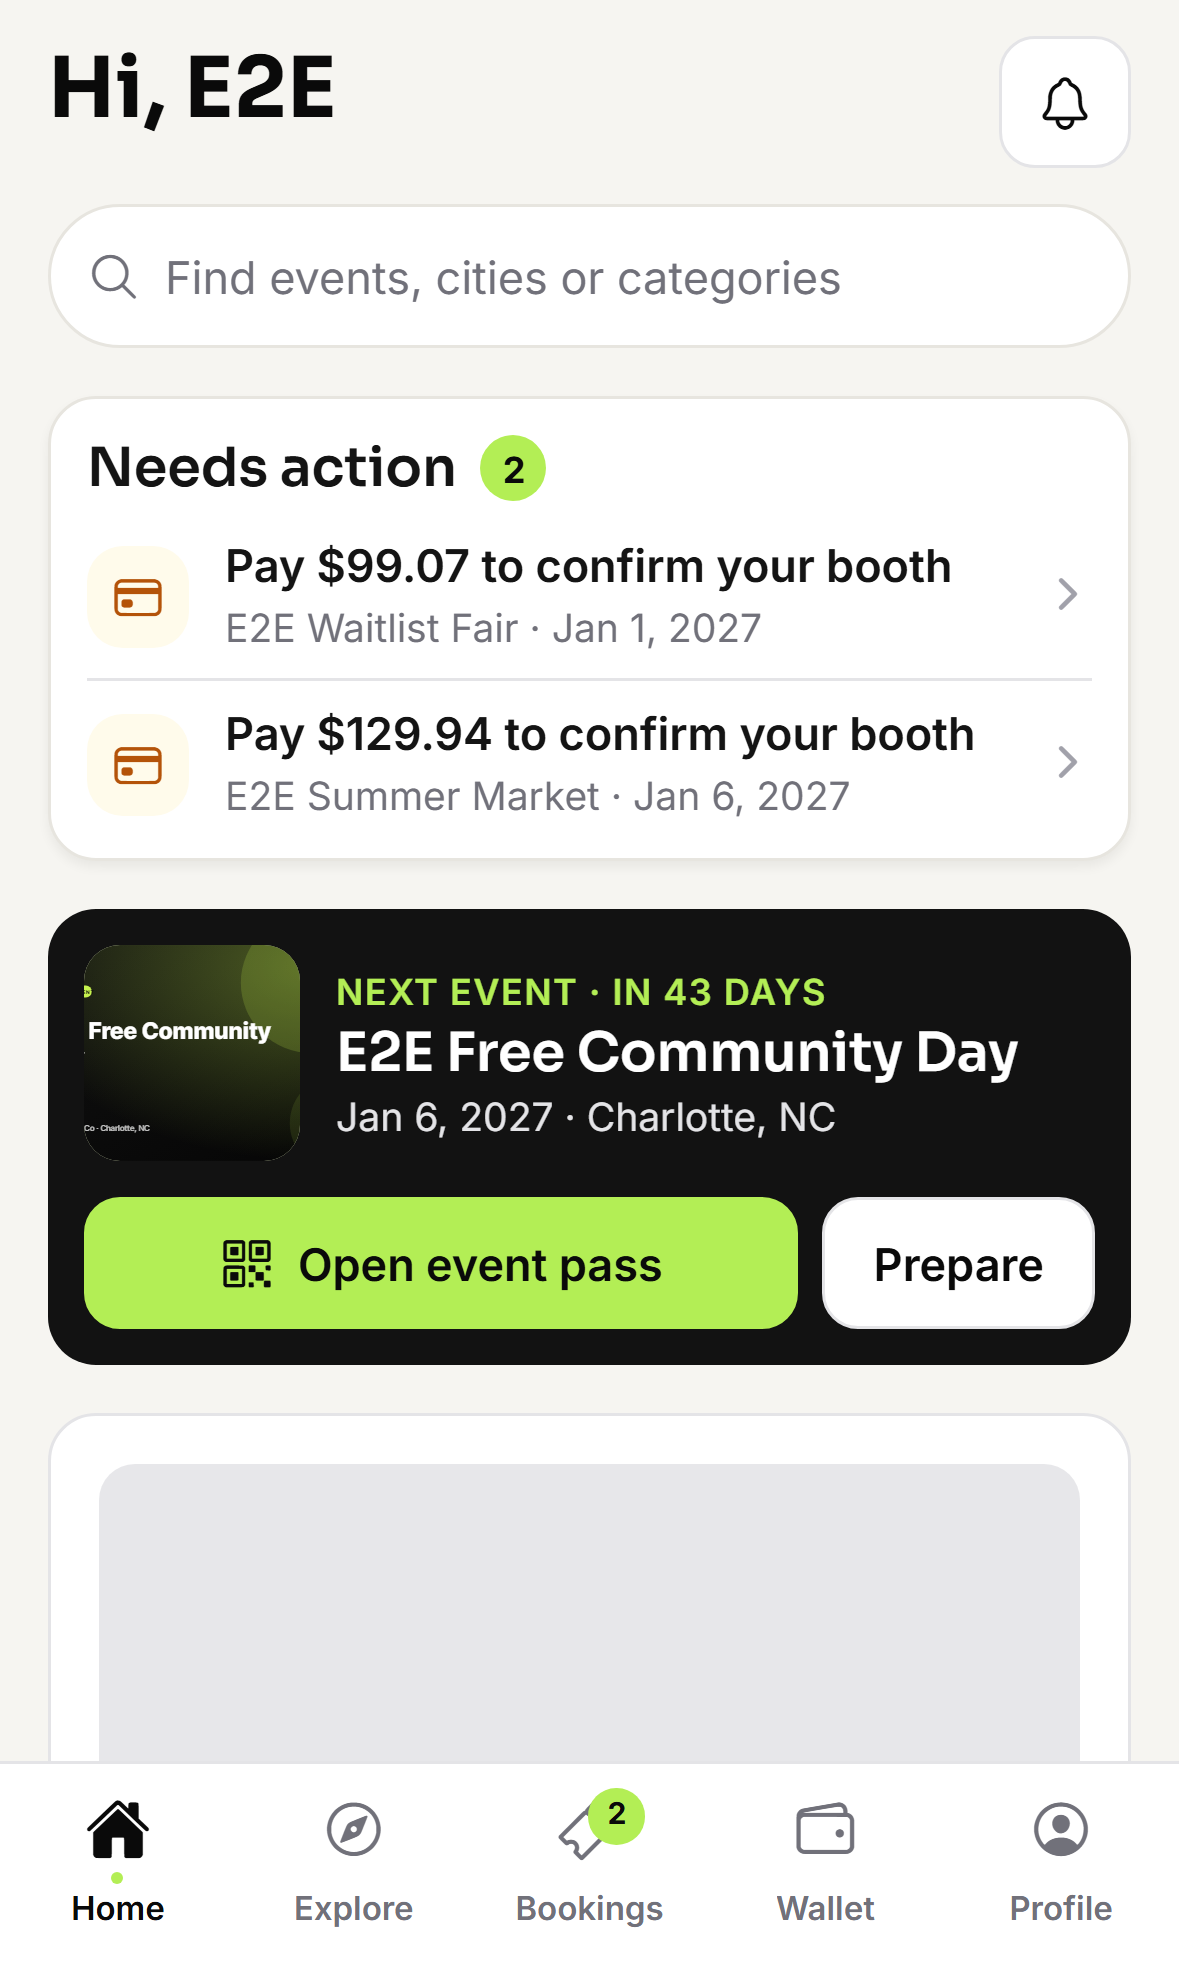 Hi, E2E
Find events, cities or categories
Needs action 2
Pay $99.07 to confirm your booth
E2E Waitlist Fair · Jan 1, 2027
Pay $129.94 to confirm your booth
E2E Summer Market · Jan 6, 2027
Free Community
Co · Charlotte, NC
NEXT EVENT · IN 43 DAYS
E2E Free Community Day
Jan 6, 2027 · Charlotte, NC
Open event pass
Prepare
2
Home
Explore
Bookings
Wallet
Profile